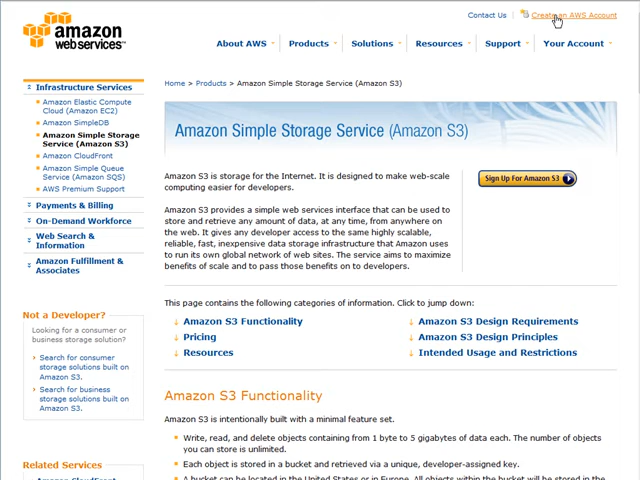 amazon
webservices™
Contact Us
Create an AWS Account
About AWS
Products
Solutions
Resources
Support
Your Account
Infrastructure Services
Amazon Elastic Compute
Cloud (Amazon EC2)
Amazon SimpleDB
Amazon Simple Storage
Service (Amazon S3)
Amazon CloudFront
Amazon Simple Queue
Service (Amazon SQS)
AWS Premium Support
Payments & Billing
On-Demand Workforce
Web Search &
Information
Amazon Fulfillment &
Associates
Not a Developer?
Looking for a consumer or
business storage solution?
Search for consumer
storage solutions built on
Amazon S3.
Search for business
storage solutions built on
Amazon S3.
Related Services
Home > Products > Amazon Simple Storage Service (Amazon S3)
Amazon Simple Storage Service (Amazon S3)
Amazon S3 is storage for the Internet. It is designed to make web-scale
computing easier for developers.
Sign Up For Amazon S3
Amazon S3 provides a simple web services interface that can be used to
store and retrieve any amount of data, at any time, from anywhere on
the web. It gives any developer access to the same highly scalable,
reliable, fast, inexpensive data storage infrastructure that Amazon uses
to run its own global network of web sites. The service aims to maximize
benefits of scale and to pass those benefits on to developers.
This page contains the following categories of information. Click to jump down:
Amazon S3 Functionality
Pricing
Resources
Amazon S3 Design Requirements
Amazon S3 Design Principles
Intended Usage and Restrictions
Amazon S3 Functionality
Amazon S3 is intentionally built with a minimal feature set.
Write, read, and delete objects containing from 1 byte to 5 gigabytes of data each. The number of objects
you can store is unlimited.
Each object is stored in a bucket and retrieved via a unique, developer-assigned key.
A bucket can be located in the United States or in Europe. All objects within the bucket will be stored in the